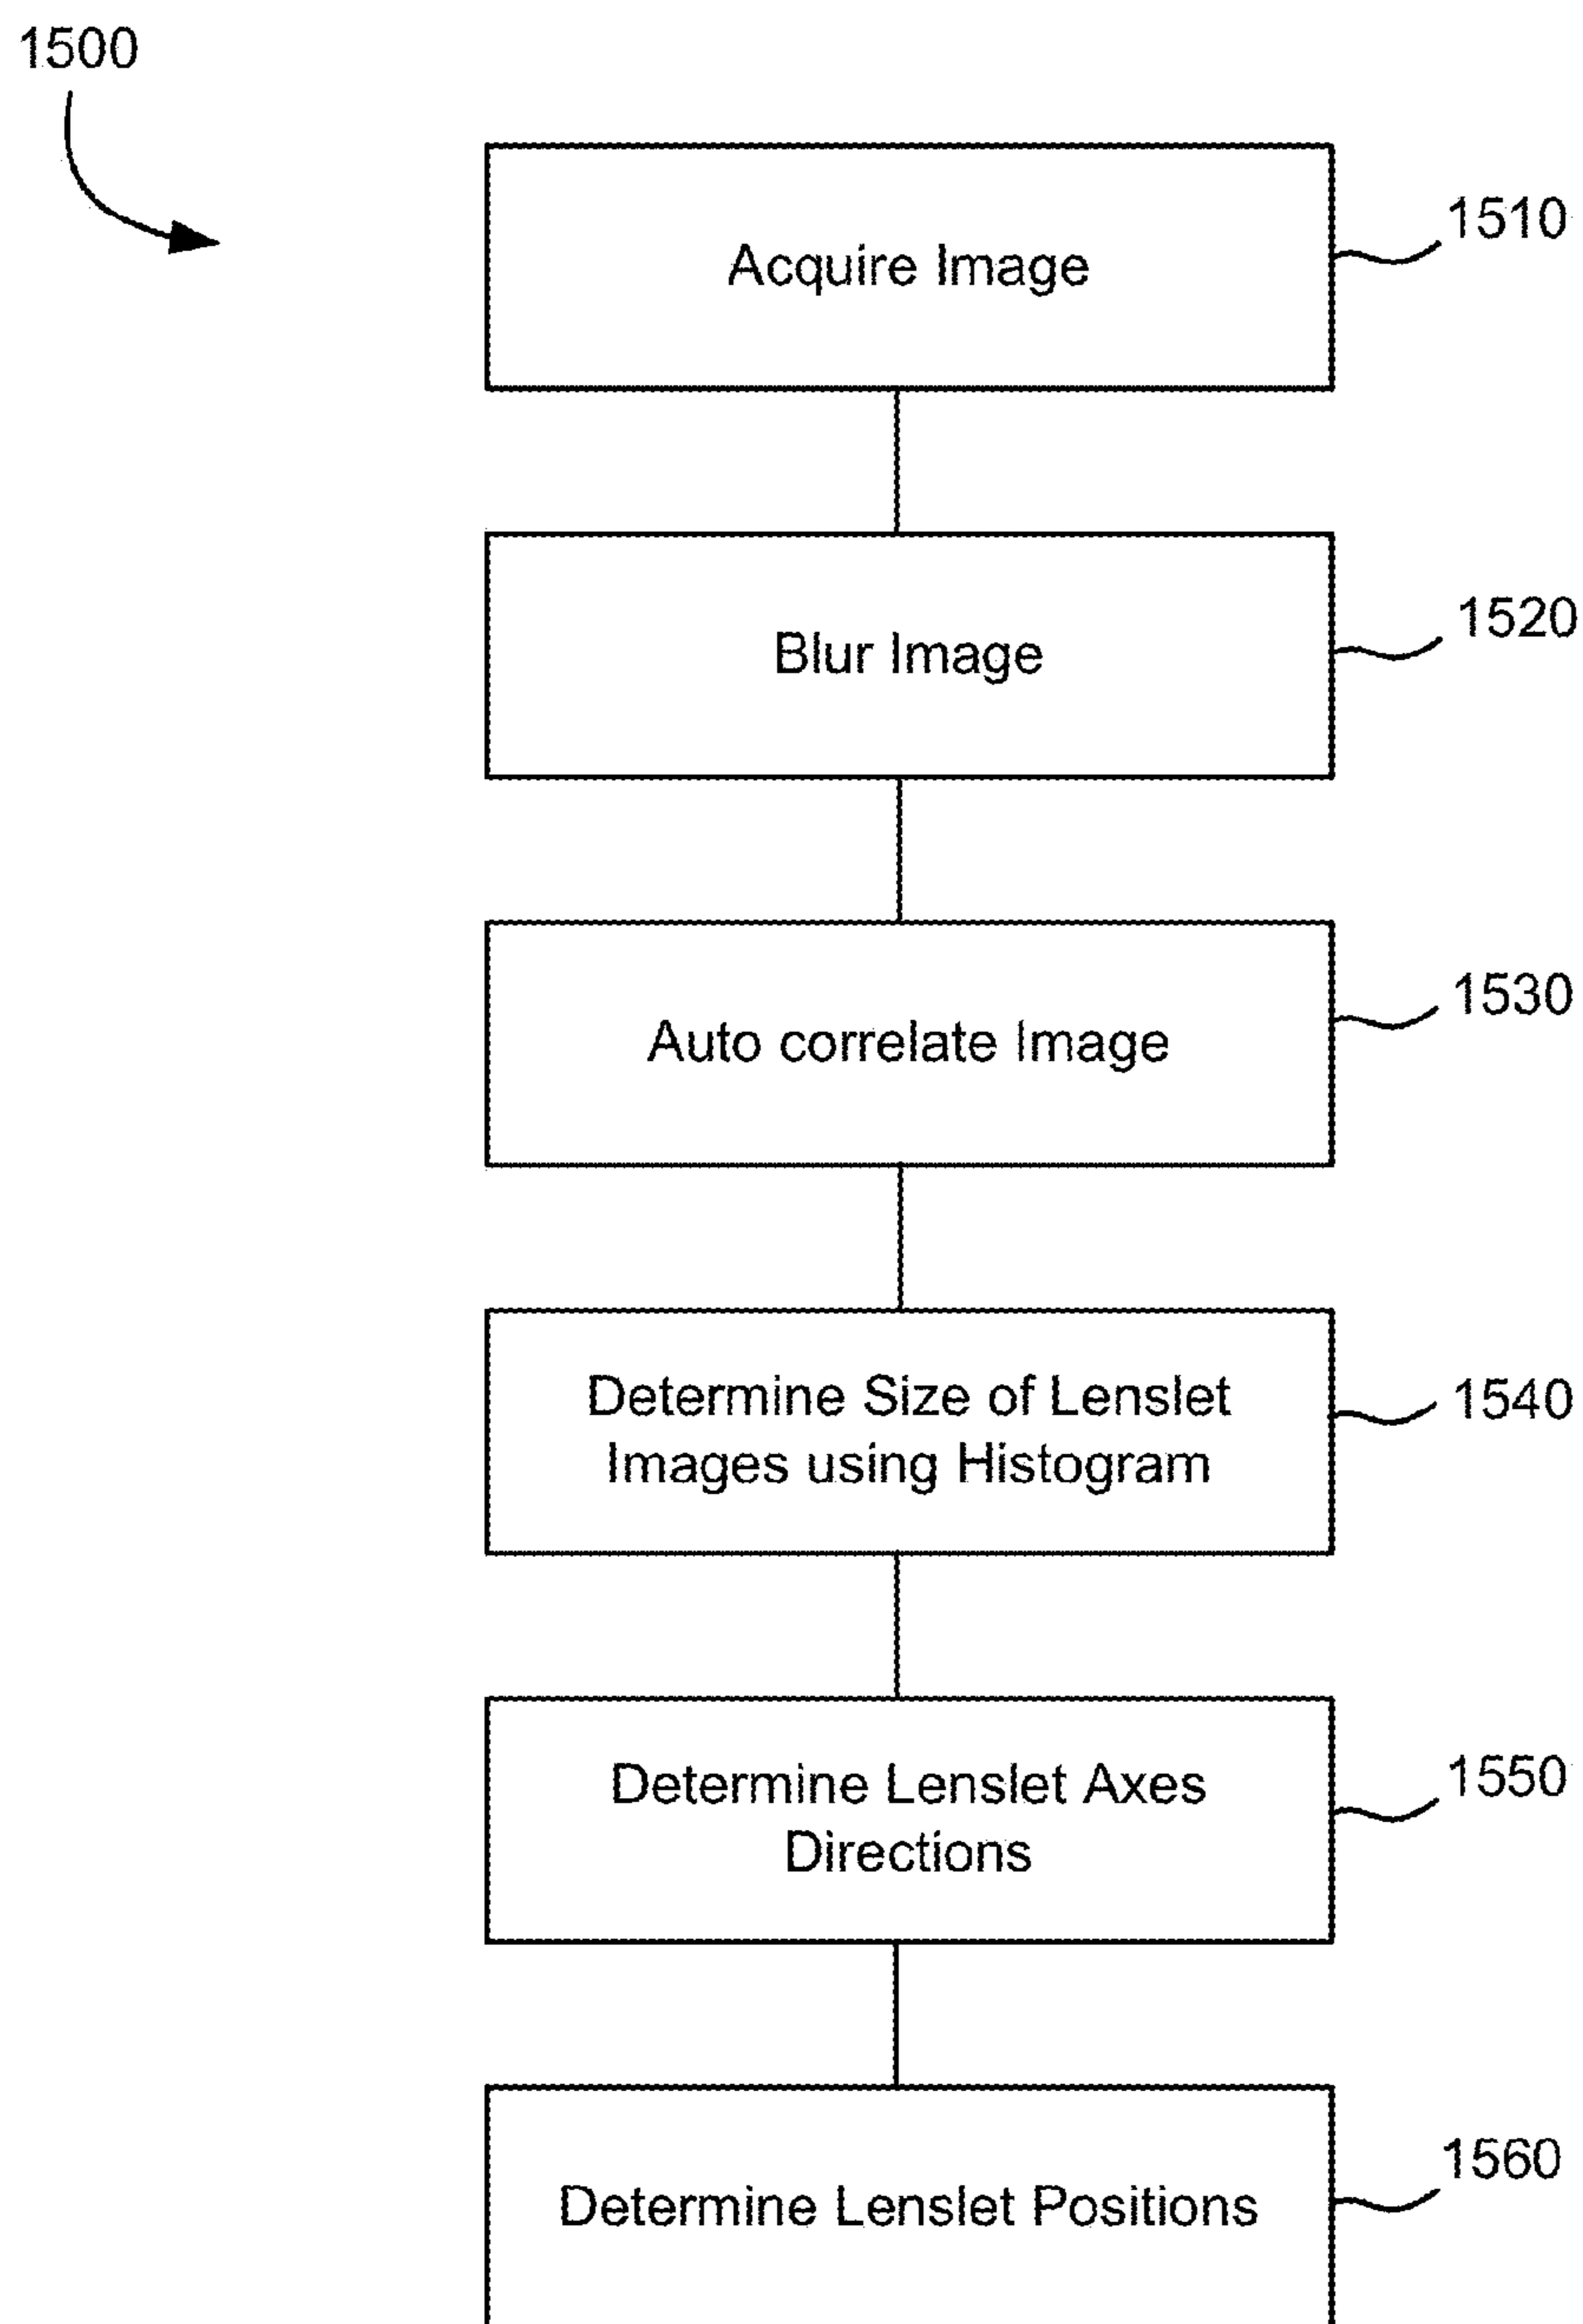 1500
Acquire Image
1510
Blur Image
1520
Auto correlate Image
1530
Determine Size of Lenslet
Images using Histogram
1540
Determine Lenslet Axes
Directions
1550
Determine Lenslet Positions
1560